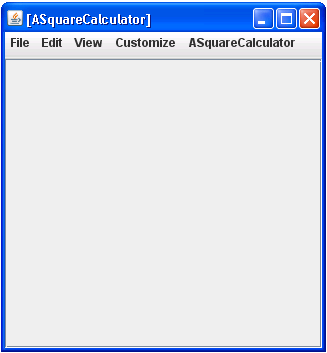 [ASquareCalculator]
File Edit View Customize ASquareCalculator